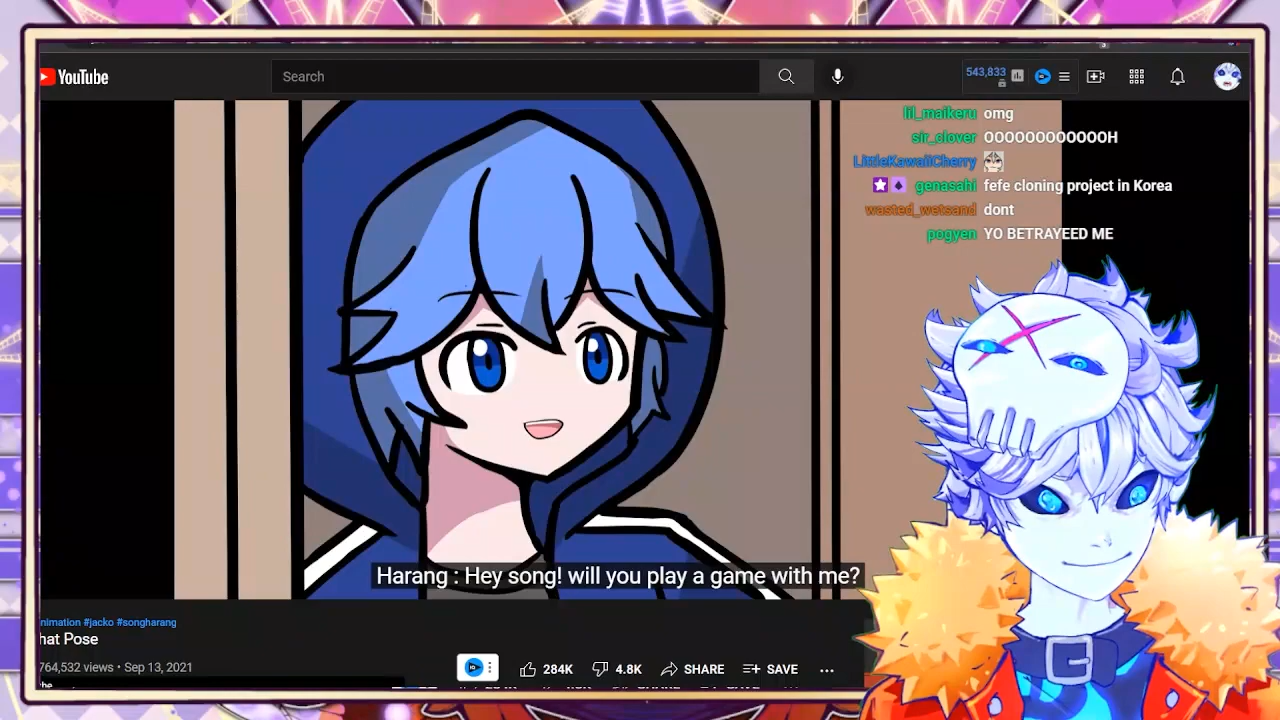 YouTube
Search
543,833
lil_maikeru omg
sir_clover OOOOOOOOOOOOH
LittleKawaiiCherry
genasahi fefe cloning project in Korea
wasted_wetsand dont
pogyen YO BETRAYEED ME
Harang : Hey song! will you play a game with me?
nimation #jacko #songharang
hat Pose
764,532 views • Sep 13, 2021
284K
4.8K
SHARE
SAVE